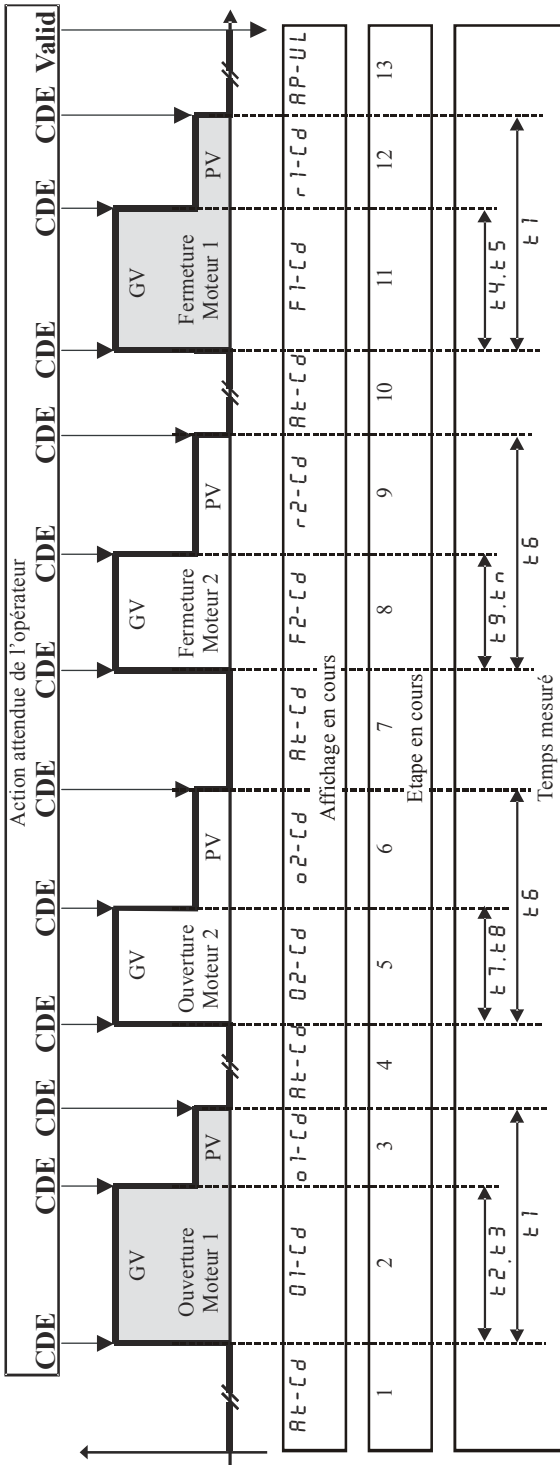 Action attendue de l'opérateur
CDE CDE CDE CDE CDE CDE CDE CDE CDE CDE CDE CDE Valid
GV PV GV PV GV PV GV PV
Ouverture Moteur 1
Ouverture Moteur 2
Fermeture Moteur 2
Fermeture Moteur 1
At-Cd O1-Cd o1-Cd At-Cd O2-Cd o2-Cd At-Cd F2-Cd r2-Cd At-Cd F1-Cd r1-Cd AP-UL
Affichage en cours
1 2 3 4 5 6 7 8 9 10 11 12 13
Etape en cours
t2.t3 t7.t8 t9.tn t4.t5
t1 t6 t6 t1
Temps mesuré